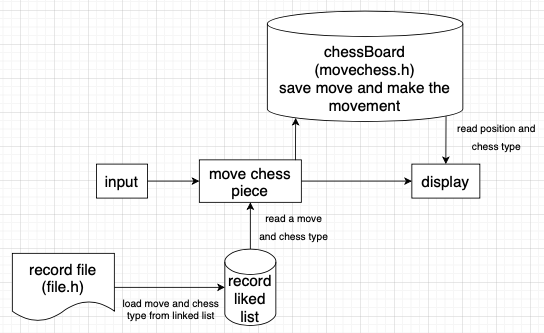 chessBoard
(movechess.h)
save move and make the
movement
read position and
chess type
input
move chess
piece
display
read a move
and chess type
record file
(file.h)
record
liked
list
load move and chess
type from linked list